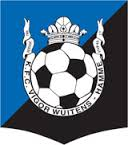 K.F.C. VIGOR WUITENS - HAMME